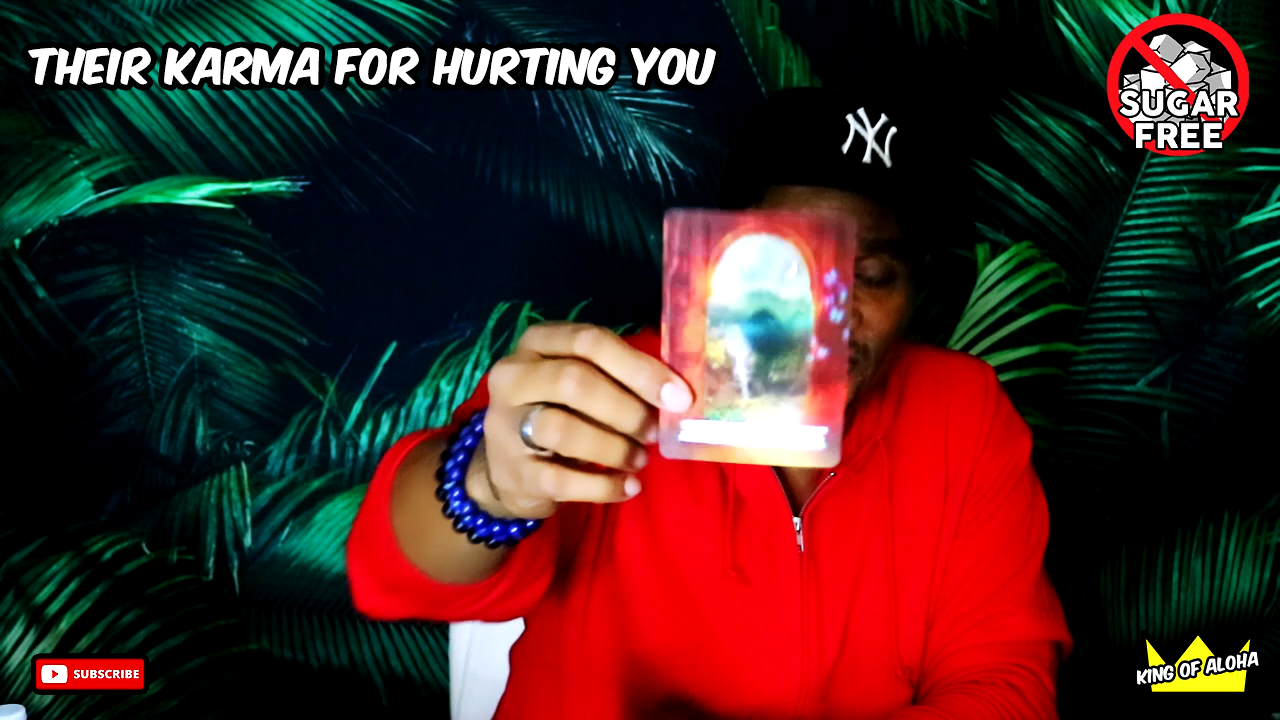 THEIR KARMA FOR HURTING YOU
SUGAR
FREE
NY
SUBSCRIBE
KING OF ALOHA